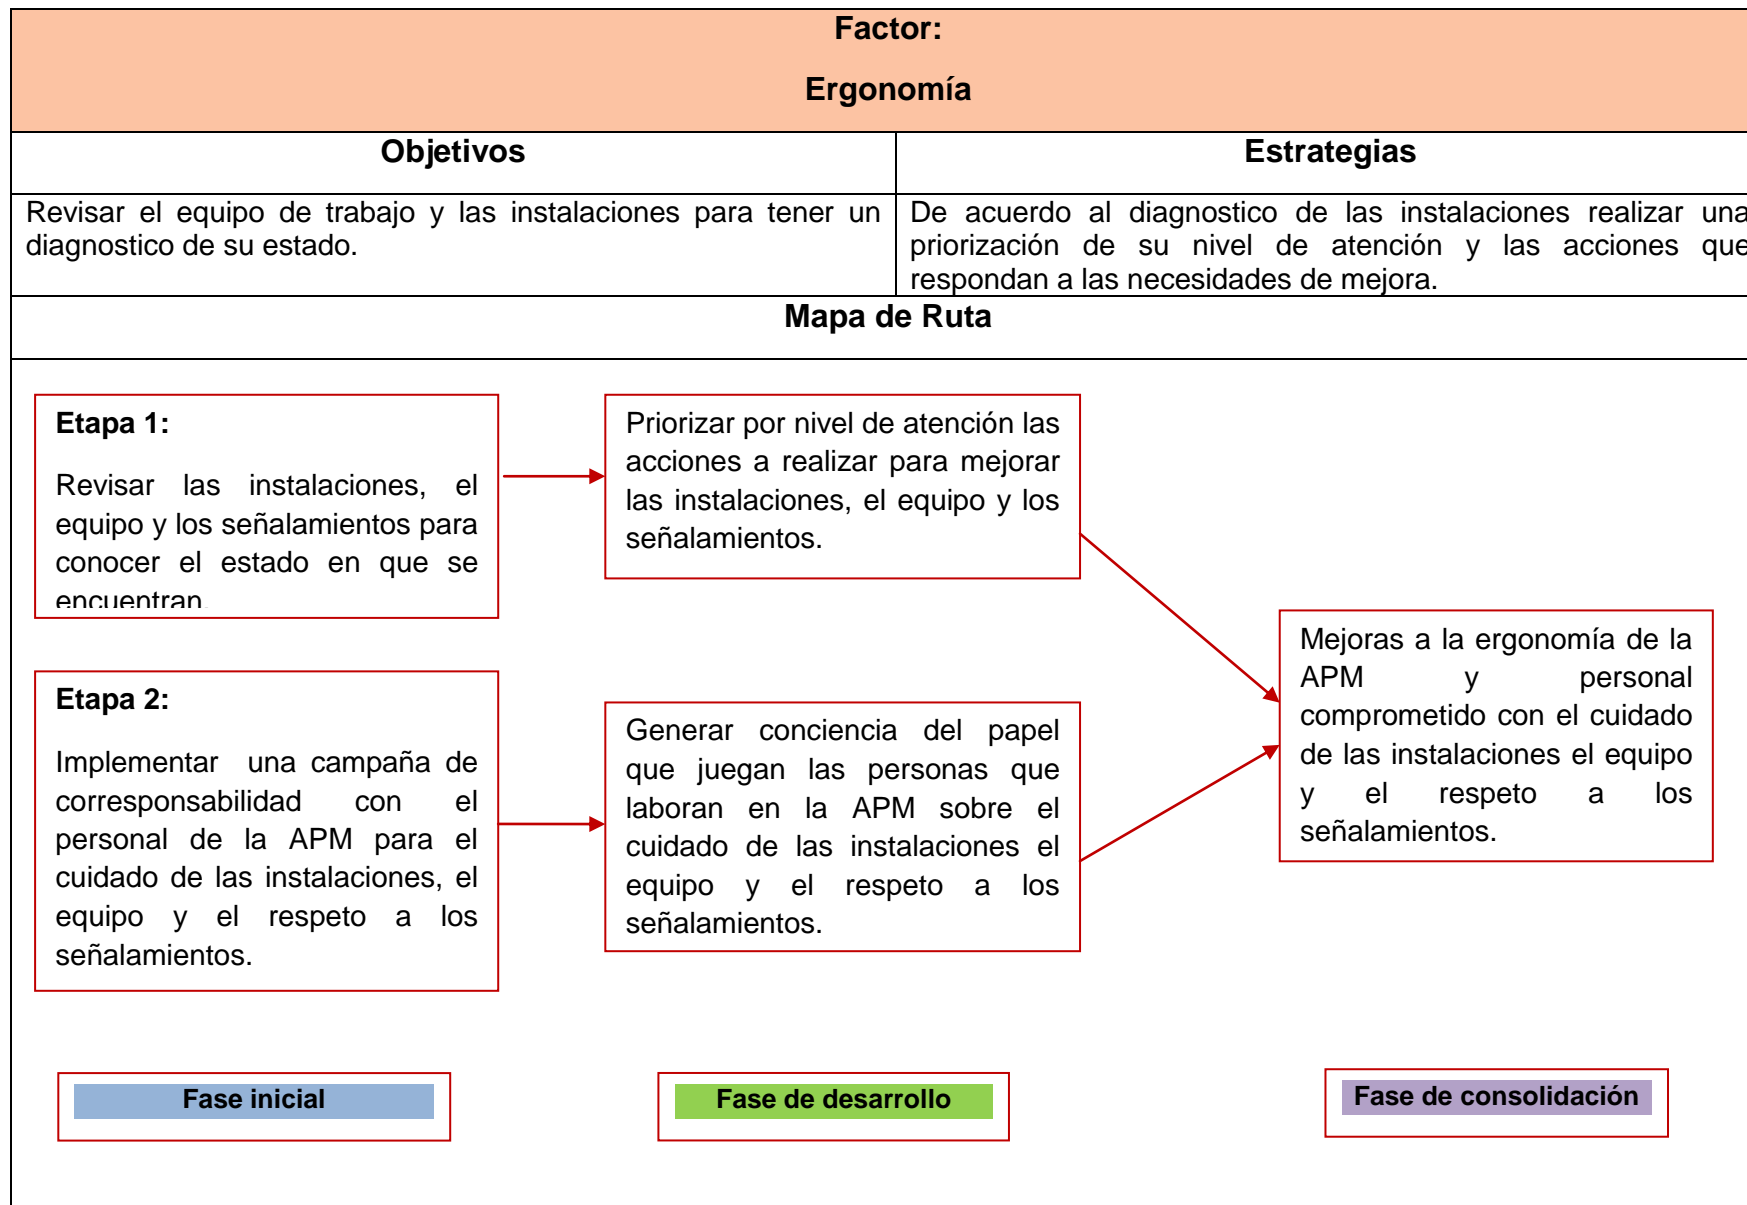 Factor:
Ergonomía
Objetivos
Estrategias
Revisar el equipo de trabajo y las instalaciones para tener un
diagnostico de su estado.
De acuerdo al diagnostico de las instalaciones realizar una
priorización de su nivel de atención y las acciones que
respondan a las necesidades de mejora.
Mapa de Ruta
Etapa 1:
Revisar las instalaciones, el
equipo y los señalamientos para
conocer el estado en que se
encuentran.
Priorizar por nivel de atención las
acciones a realizar para mejorar
las instalaciones, el equipo y los
señalamientos.
Etapa 2:
Implementar una campaña de
corresponsabilidad con el
personal de la APM para el
cuidado de las instalaciones, el
equipo y el respeto a los
señalamientos.
Generar conciencia del papel
que juegan las personas que
laboran en la APM sobre el
cuidado de las instalaciones el
equipo y el respeto a los
señalamientos.
Mejoras a la ergonomía de la
APM y personal
comprometido con el cuidado
de las instalaciones el equipo
y el respeto a los
señalamientos.
Fase inicial
Fase de desarrollo
Fase de consolidación